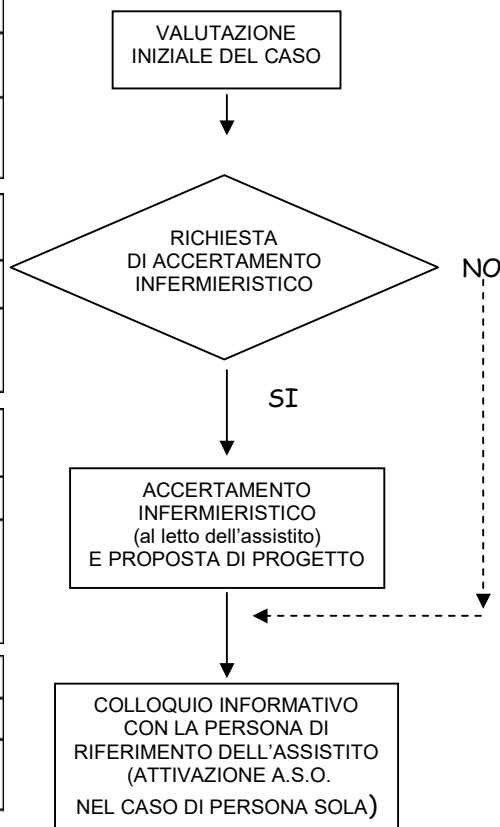 VALUTAZIONE
INIZIALE DEL CASO
RICHIESTA
DI ACCERTAMENTO
INFERMIERISTICO
NO
SI
ACCERTAMENTO
INFERMIERISTICO
(al letto dell’assistito)
E PROPOSTA DI PROGETTO
COLLOQUIO INFORMATIVO
CON LA PERSONA DI
RIFERIMENTO DELL’ASSISTITO
(ATTIVAZIONE A.S.O.
NEL CASO DI PERSONA SOLA)